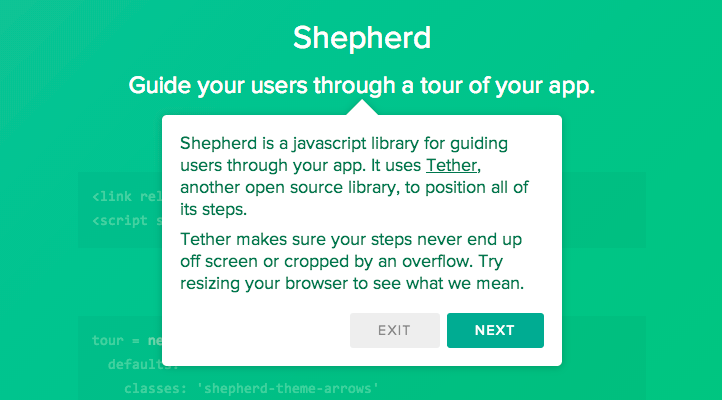 Shepherd
Guide your users through a tour of your app.
Shepherd is a javascript library for guiding
users through your app. It uses Tether,
another open source library, to position all of
its steps.
Tether makes sure your steps never end up
off screen or cropped by an overflow. Try
resizing your browser to see what we mean.
EXIT NEXT
<link rel
<script s
tour = ne
defaults:
classes: 'shepherd-theme-arrows'